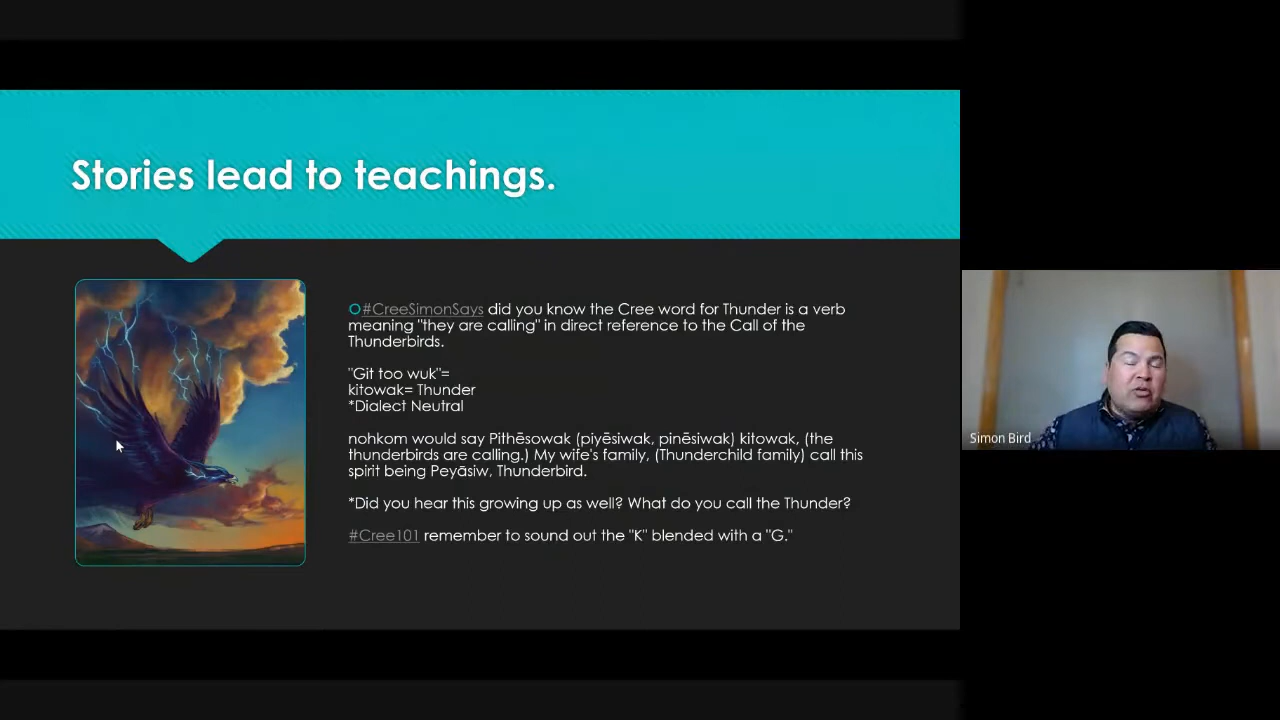 Stories lead to teachings.
#CreeSimonSays did you know the Cree word for Thunder is a verb
meaning "they are calling" in direct reference to the Call of the
Thunderbirds.
"Git too wuk"=
kitowak= Thunder
*Dialect Neutral
nohkom would say Pithēsowak (piyēsiwak, pinēsiwak) kitowak, (the
thunderbirds are calling.) My wife's family, (Thunderchild family) call this
spirit being Peyāsiw, Thunderbird.
*Did you hear this growing up as well? What do you call the Thunder?
#Cree101 remember to sound out the "K" blended with a "G."
Simon Bird